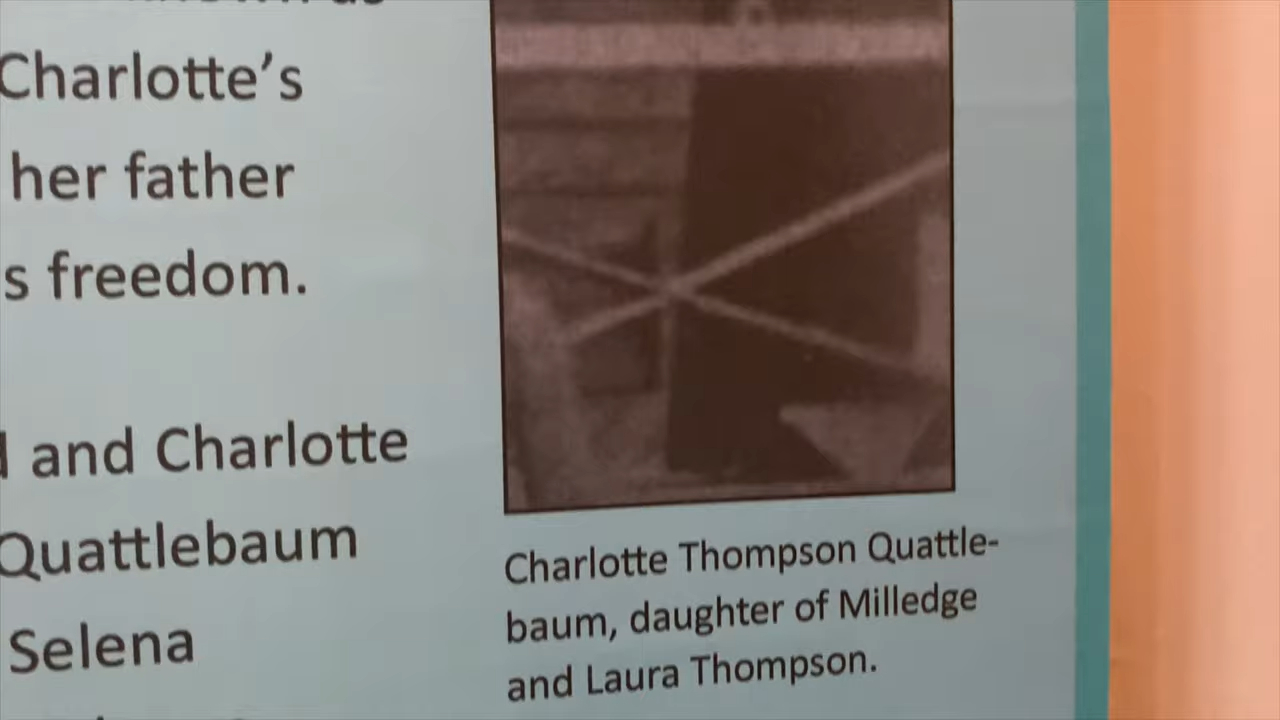 Charlotte's
her father
s freedom.
and Charlotte
Quattlebaum
Selena
Charlotte Thompson Quattle-
baum, daughter of Milledge
and Laura Thompson.